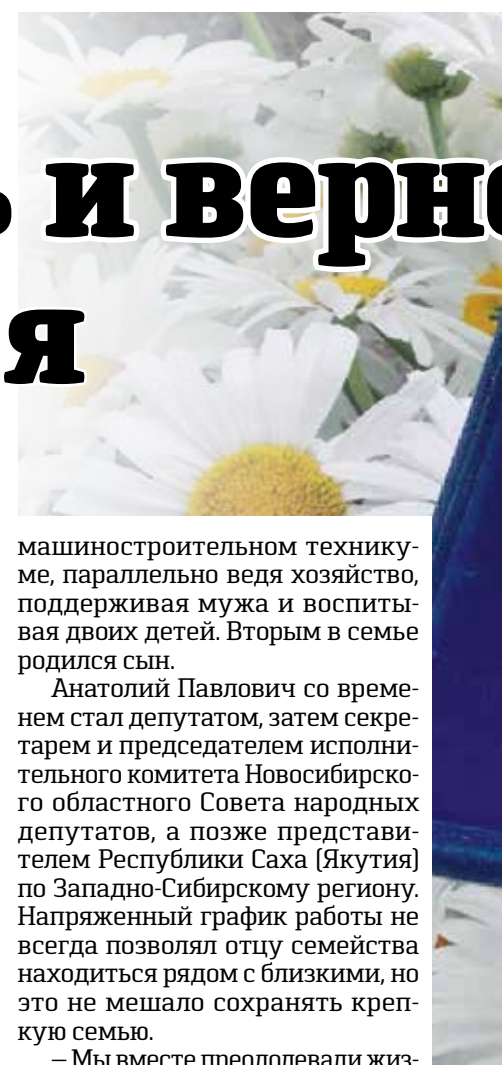 ь и верн
я
машиностроительном технику-
ме, параллельно ведя хозяйство,
поддерживая мужа и воспиты-
вая двоих детей. Вторым в семье
родился сын.
Анатолий Павлович со време-
нем стал депутатом, затем секре-
тарем и председателем исполни-
тельного комитета Новосибирско-
го областного Совета народных
депутатов, а позже представи-
телем Республики Саха (Якутия)
по Западно-Сибирскому региону.
Напряженный график работы не
всегда позволял отцу семейства
находиться рядом с близкими, но
это не мешало сохранять креп-
кую семью.
– Мы вместе преодолевали жиз-